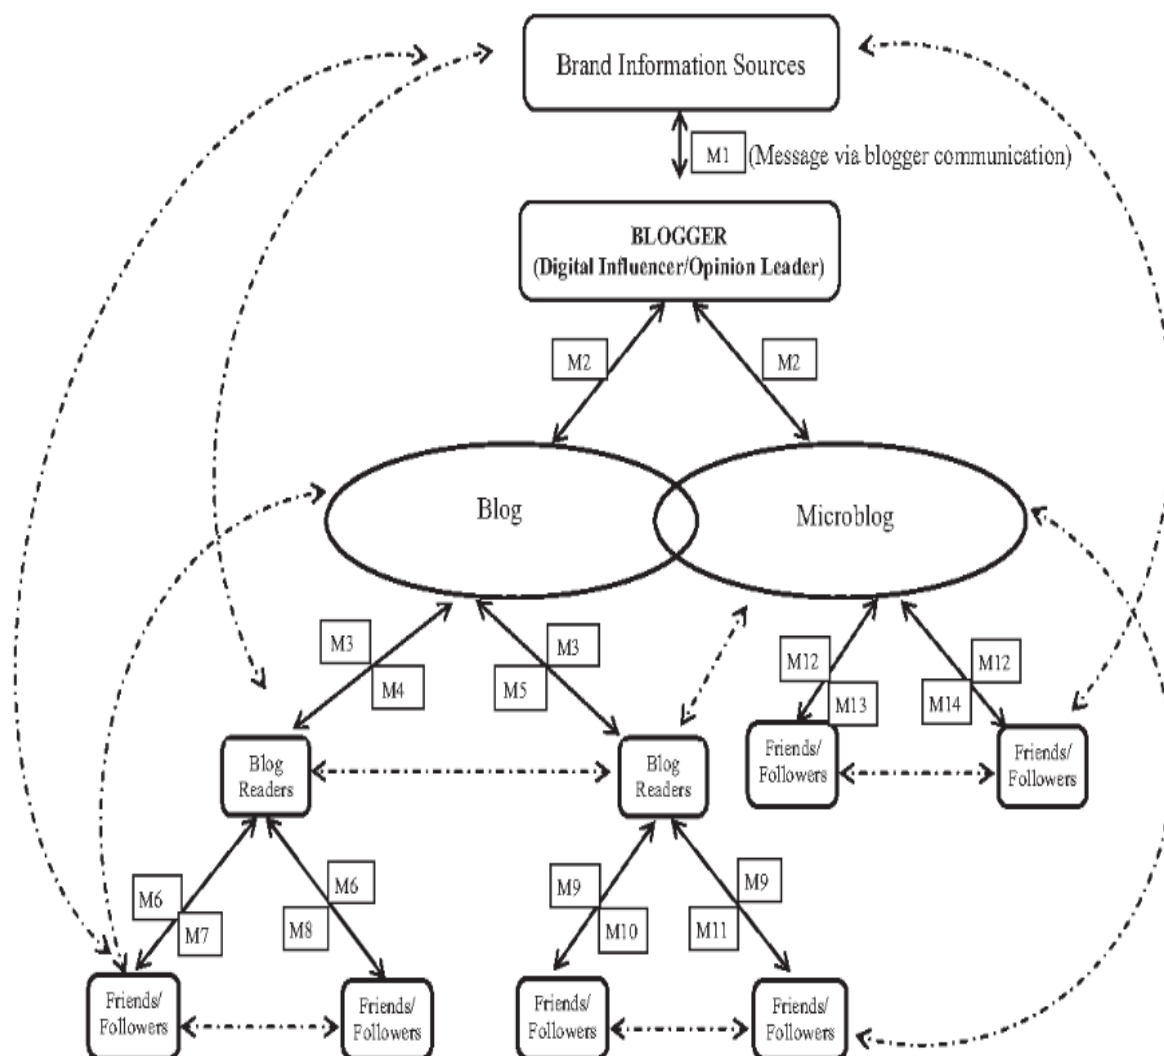 Brand Information Sources
M1 (Message via blogger communication)
BLOGGER
(Digital Influencer/Opinion Leader)
M2
M2
Blog
Microblog
M3
M4
M3
M5
M12
M13
M12
M14
Blog
Readers
Blog
Readers
Friends/
Followers
Friends/
Followers
M6
M7
M6
M8
M9
M10
M9
M11
Friends/
Followers
Friends/
Followers
Friends/
Followers
Friends/
Followers